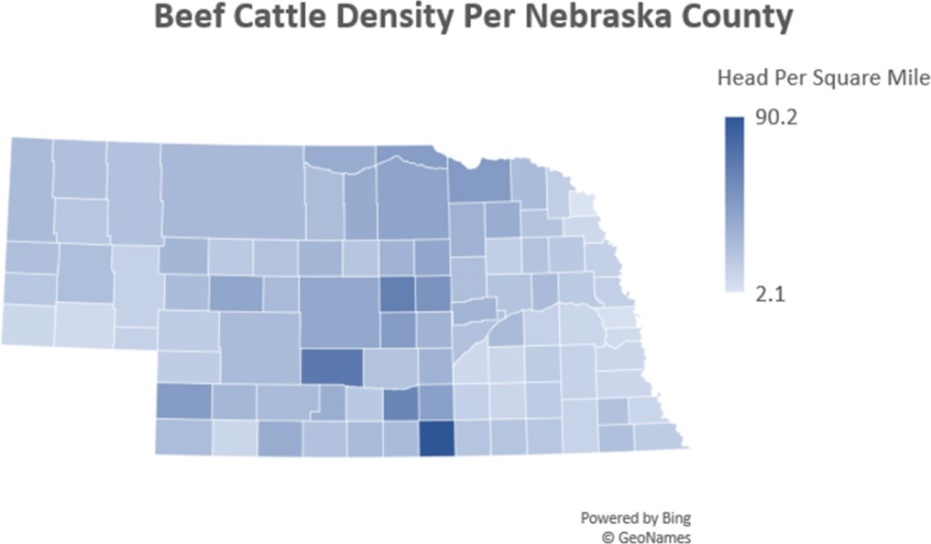 Beef Cattle Density Per Nebraska County
Head Per Square Mile
90.2
2.1
Powered by Bing
© GeoNames